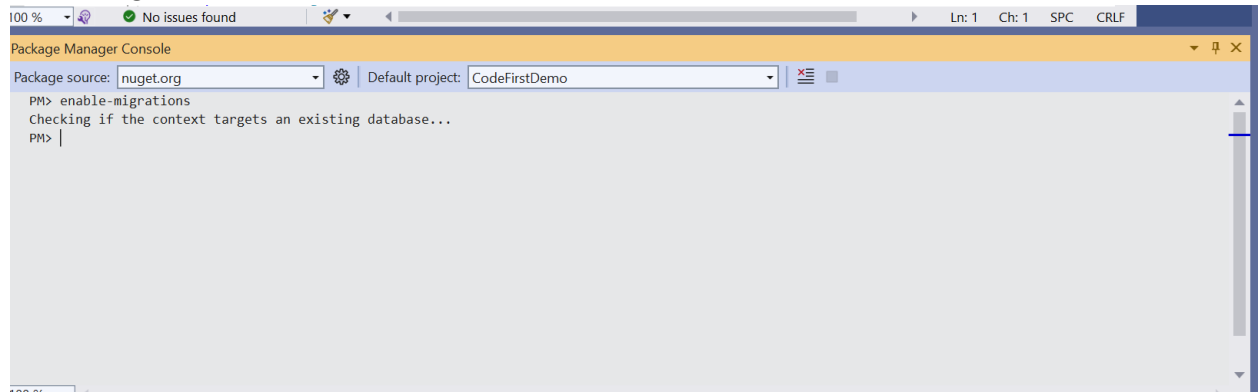 100 % No issues found Ln: 1 Ch: 1 SPC CRLF
Package Manager Console
Package source: nuget.org Default project: CodeFirstDemo
PM> enable-migrations
Checking if the context targets an existing database...
PM>